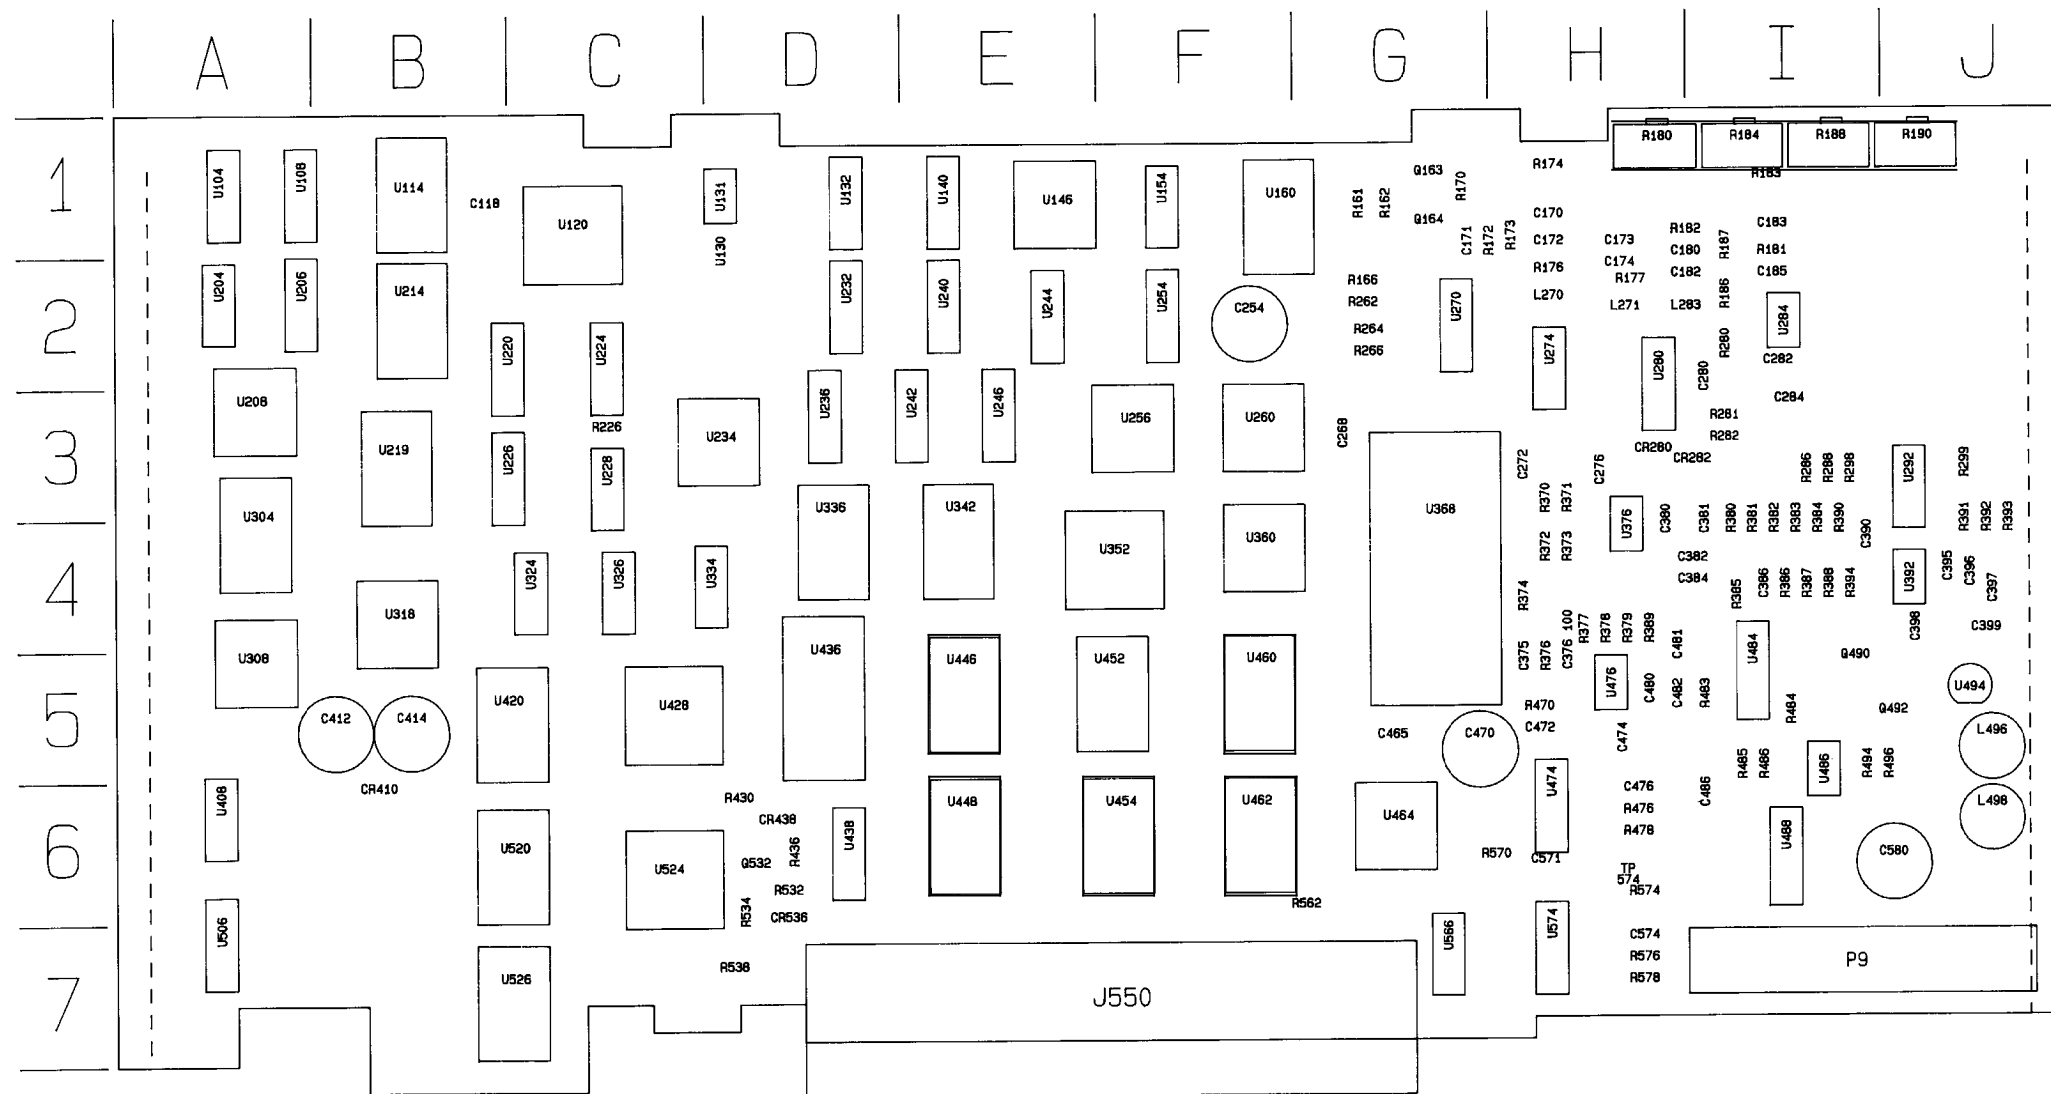 A B C D E F G H I J
1
2
3
4
5
6
7
R180 R184 R188 R190
U104 U108 U114 C118 U120 U131 U132 U140 U146 U154 U160 R161 R162 Q163 R170 R174 R183
Q164 C170 C183
U130 C171 R172 R173 C172 C173 R182 C180 R187 R181
C174 R176 R177 C182 C185
U204 U206 U214 U232 U240 U244 U254 C254 R166 R262 R264 R266 U270 L270 L271 L283 R186 U284
U220 U224 U274 U280 C280 R280 C282
C284
U208 U219 R226 U234 U236 U242 U246 U256 U260 C268 R281 R282
CR280 CR282
U226 U228 C272 C276 R286 R288 R298 U292 R299
U304 U336 U342 U352 U360 U368 R370 R371 U376 C380 C381 R380 R381 R382 R383 R384 R390 C390 R391 R392 R393
R372 R373 C382 C384
U324 U326 U334 R374 R385 C386 R386 R387 R388 R394 U392 C395 C396 C397
U318 C398 C399
100
R377 R378 R379 R389 C481
U308 U436 U446 U452 U460 C375 R376 C376 U484 Q490
U420 U428 U476 C480 C482 R483 R484 U494
C412 C414 R470 Q492
C465 C470 C472 C474 L496
R485 R486 U486 R494 R496
CR410
U408 R430 U448 U454 U462 U464 U474 C476 C486 L498
CR438 U438 R476 R478 U488
U520 U524 Q532 R436 R570 C571 C580
TP
574
R574
R532
R534 CR536 R562
U506 U566 U574 C574
R576
R578
P9
U526 R538 J550